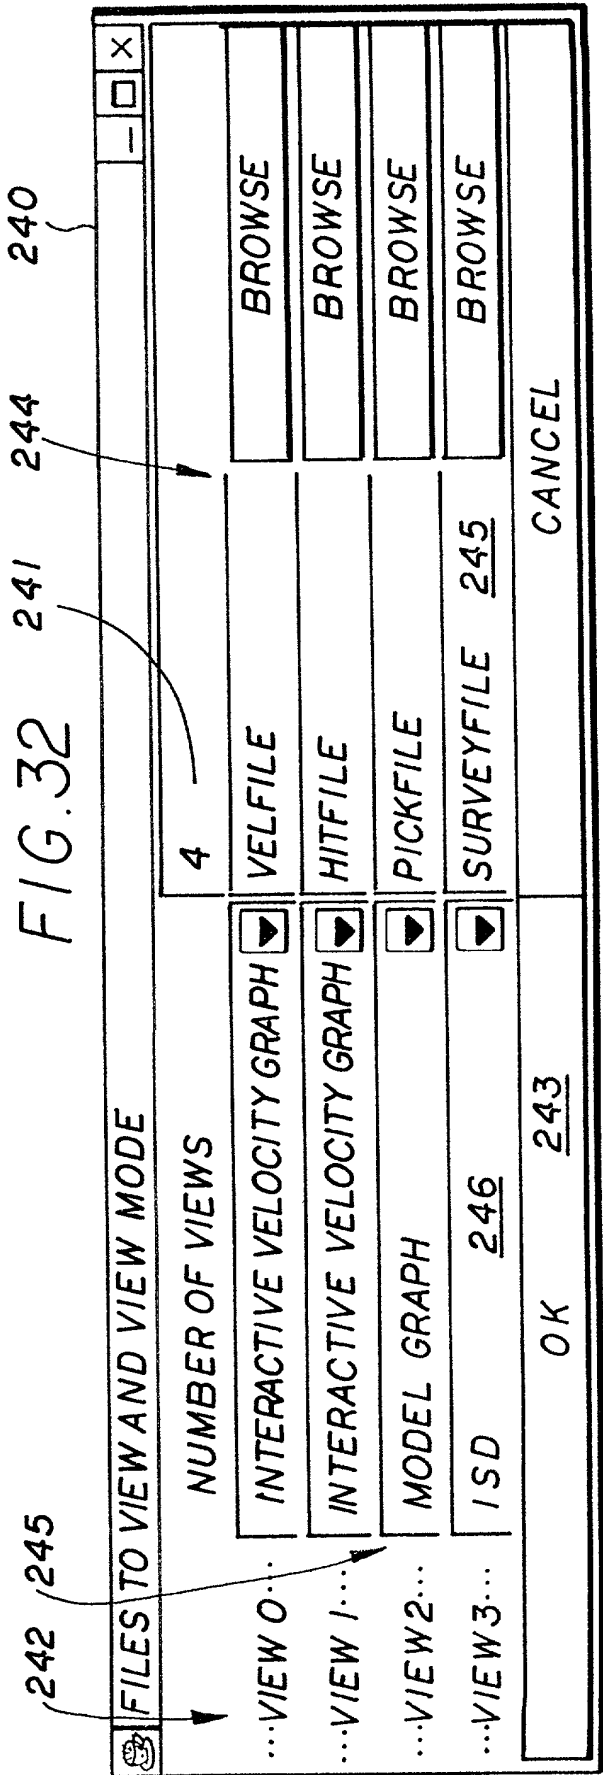 FIG. 32
242 245 241 244 240
FILES TO VIEW AND VIEW MODE
NUMBER OF VIEWS 4
...VIEW 0... INTERACTIVE VELOCITY GRAPH VELFILE BROWSE
...VIEW 1... INTERACTIVE VELOCITY GRAPH HITFILE BROWSE
...VIEW 2... MODEL GRAPH PICKFILE BROWSE
...VIEW 3... ISD 246 SURVEYFILE 245 BROWSE
OK 243 CANCEL